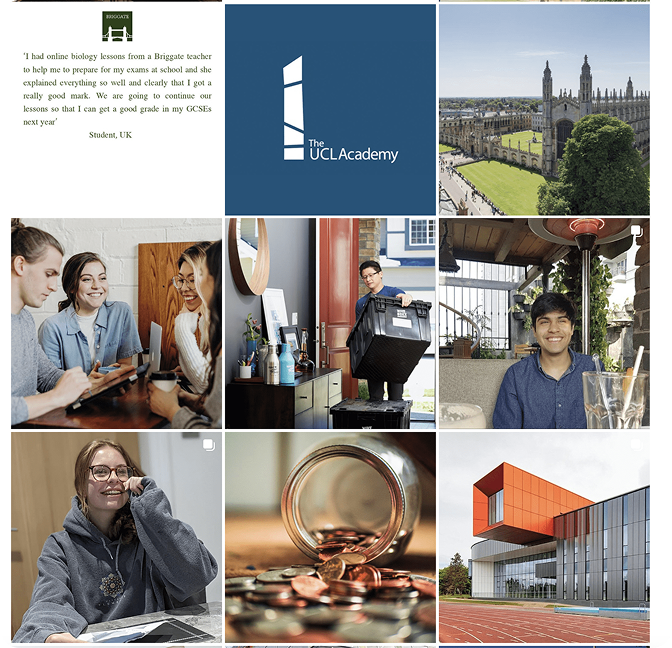 BRIGGATE
'I had online biology lessons from a Briggate teacher
to help me to prepare for my exams at school and she
explained everything so well and clearly that I got a
really good mark. We are going to continue our
lessons so that I can get a good grade in my GCSEs
next year'
Student, UK
The
UCL Academy